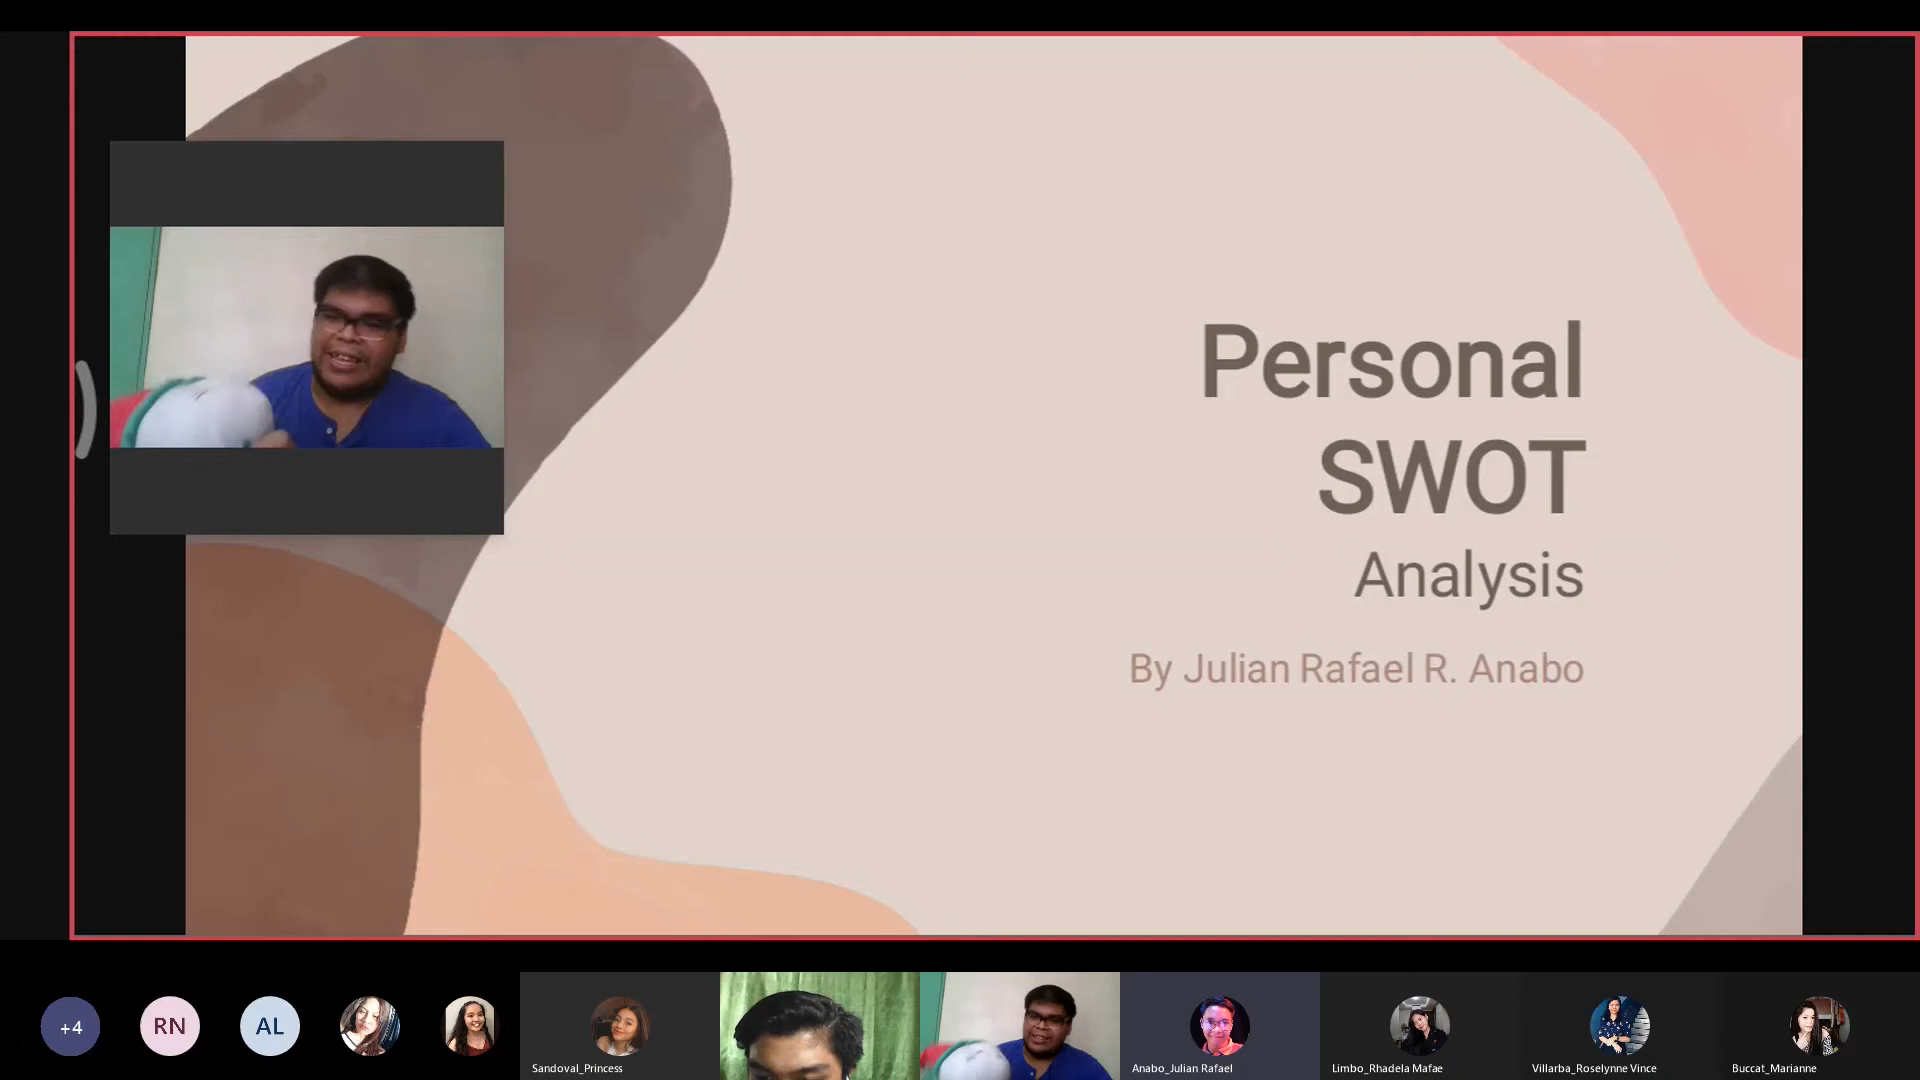 Personal
SWOT
Analysis
By Julian Rafael R. Anabo
+4
RN
AL
Sandoval_Princess
Anabo_Julian Rafael
Limbo_Rhadela Mafae
Villarba_Roselynne Vince
Buccat_Marianne